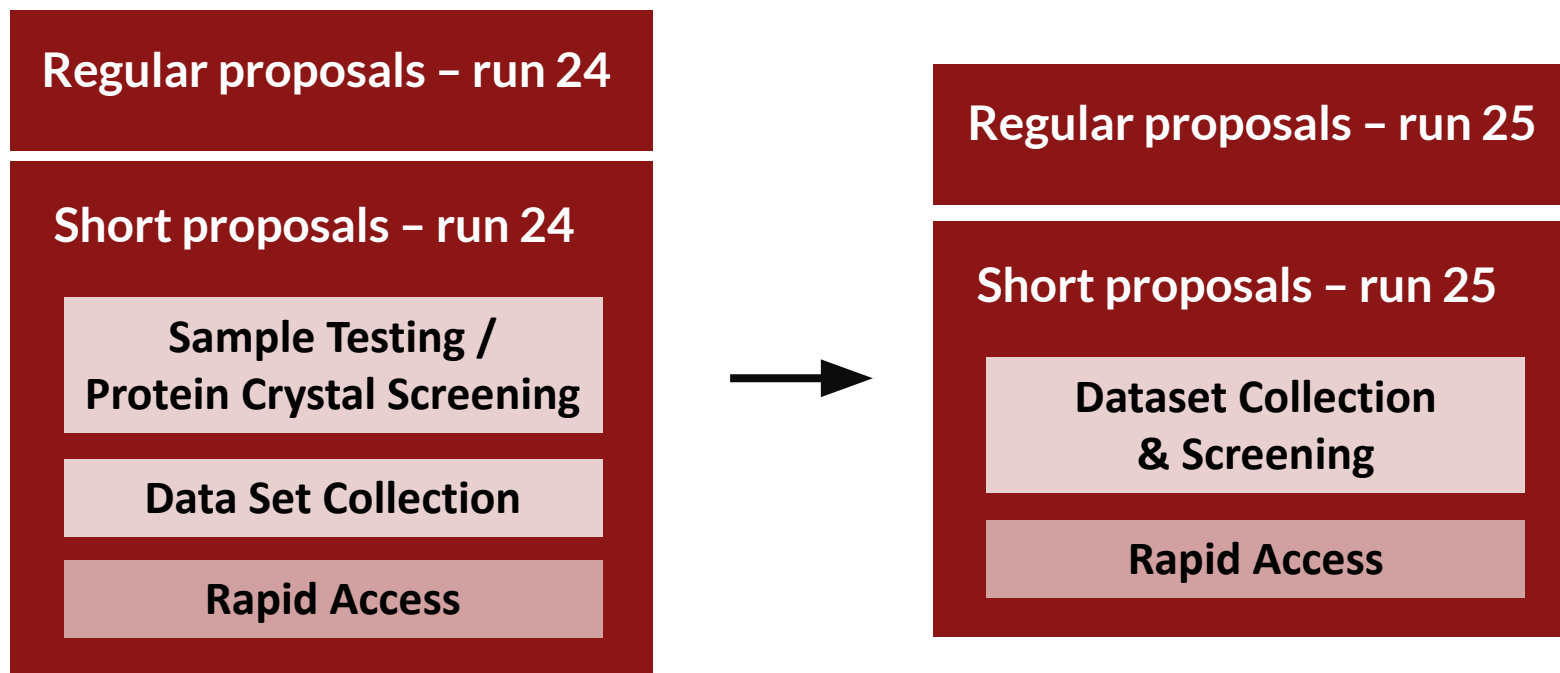 Regular proposals – run 24
Short proposals – run 24
Sample Testing /
Protein Crystal Screening
Data Set Collection
Rapid Access
Regular proposals – run 25
Short proposals – run 25
Dataset Collection
& Screening
Rapid Access